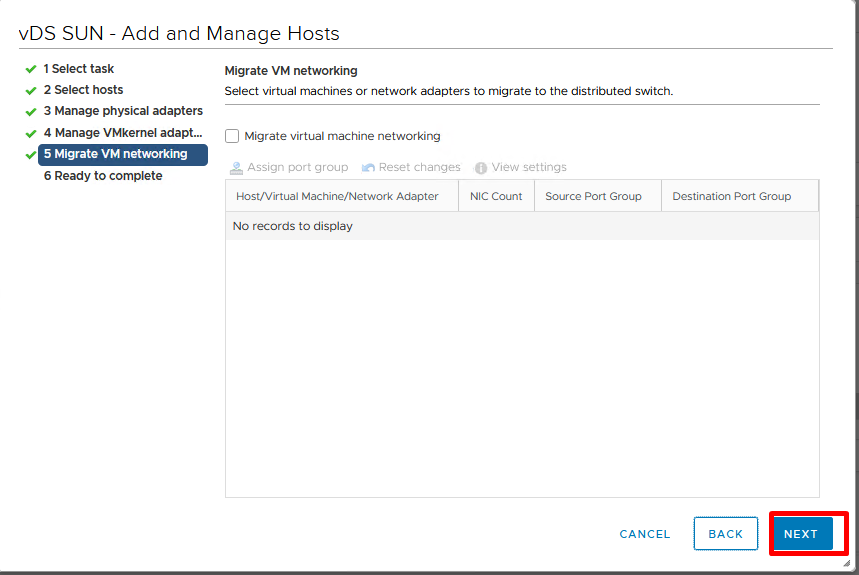 vDS SUN - Add and Manage Hosts
1 Select task
2 Select hosts
3 Manage physical adapters
4 Manage VMkernel adapt...
5 Migrate VM networking
6 Ready to complete
Migrate VM networking
Select virtual machines or network adapters to migrate to the distributed switch.
Migrate virtual machine networking
Assign port group Reset changes View settings
Host/Virtual Machine/Network Adapter NIC Count Source Port Group Destination Port Group
No records to display
CANCEL BACK NEXT